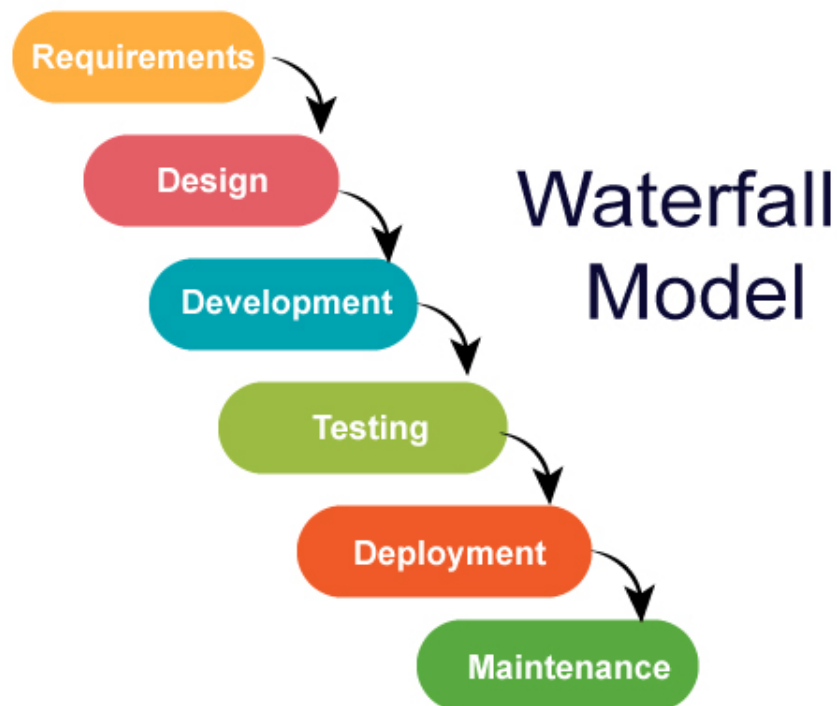 Requirements
Design
Waterfall
Model
Development
Testing
Deployment
Maintenance